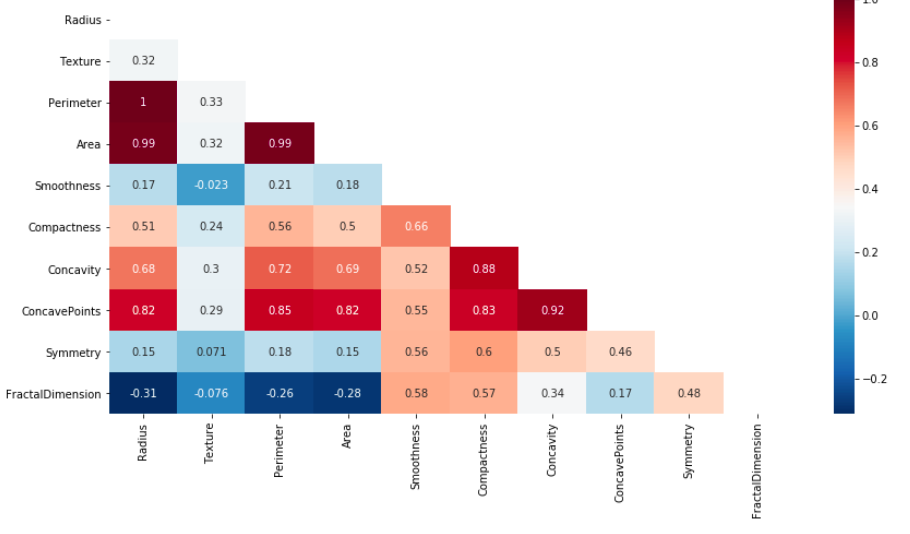 1.0
Radius
Texture 0.32
Perimeter 1 0.33
0.8
Area 0.99 0.32 0.99
0.6
Smoothness 0.17 -0.023 0.21 0.18
Compactness 0.51 0.24 0.56 0.5 0.66
0.4
Concavity 0.68 0.3 0.72 0.69 0.52 0.88
0.2
ConcavePoints 0.82 0.29 0.85 0.82 0.55 0.83 0.92
0.0
Symmetry 0.15 0.071 0.18 0.15 0.56 0.6 0.5 0.46
−0.2
FractalDimension -0.31 -0.076 -0.26 -0.28 0.58 0.57 0.34 0.17 0.48
Radius
Texture
Perimeter
Area
Smoothness
Compactness
Concavity
ConcavePoints
Symmetry
FractalDimension